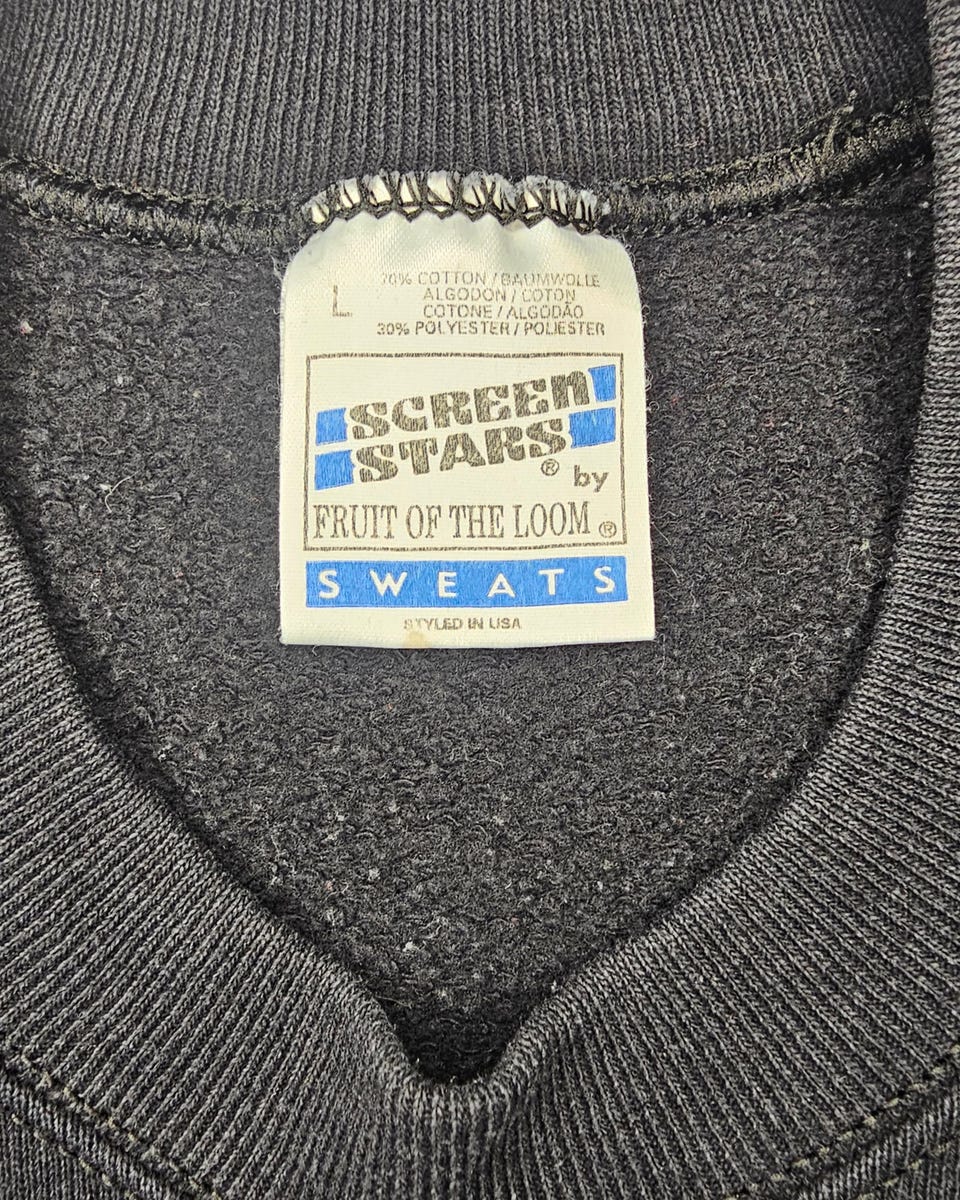 L
70% COTTON / BAUMWOLLE
ALGODON / COTON
COTONE / ALGODÃO
30% POLYESTER / POLIESTER
SCREEN
STARS® by
FRUIT OF THE LOOM®
SWEATS
STYLED IN USA